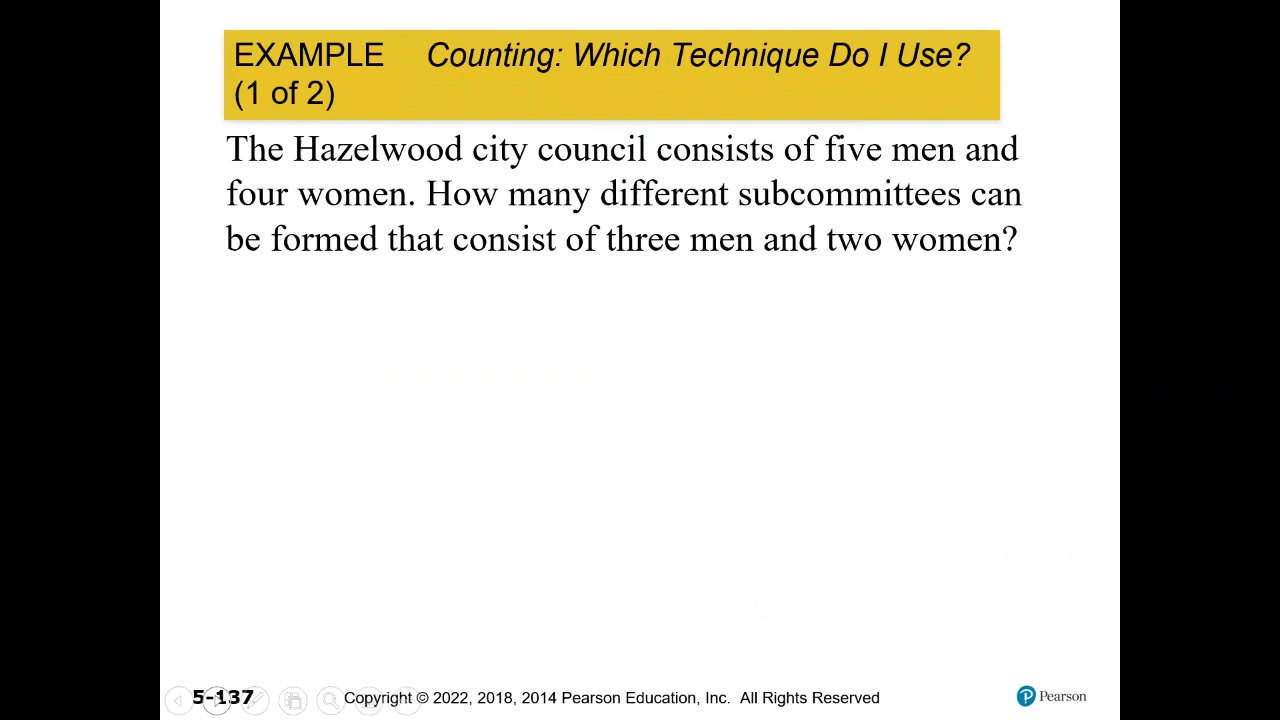 EXAMPLE Counting: Which Technique Do I Use?
(1 of 2)
The Hazelwood city council consists of five men and
four women. How many different subcommittees can
be formed that consist of three men and two women?
5-137
Copyright © 2022, 2018, 2014 Pearson Education, Inc. All Rights Reserved
Pearson